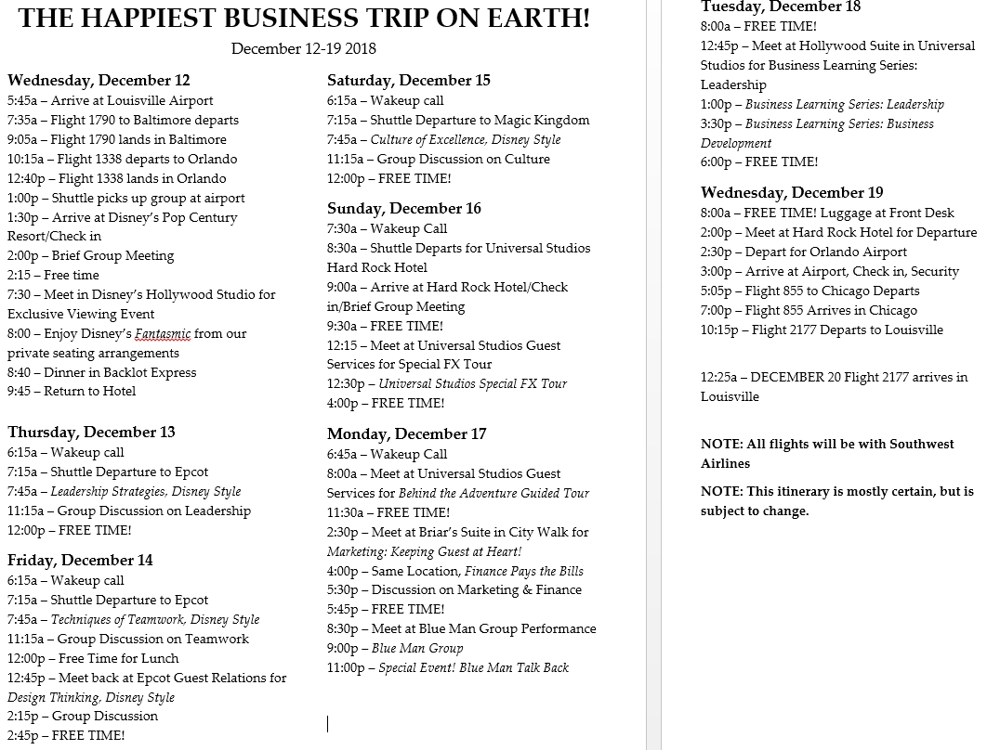 THE HAPPIEST BUSINESS TRIP ON EARTH!
December 12-19 2018
Wednesday, December 12
5:45a – Arrive at Louisville Airport
7:35a – Flight 1790 to Baltimore departs
9:05a – Flight 1790 lands in Baltimore
10:15a – Flight 1338 departs to Orlando
12:40p – Flight 1338 lands in Orlando
1:00p – Shuttle picks up group at airport
1:30p – Arrive at Disney's Pop Century
Resort/Check in
2:00p – Brief Group Meeting
2:15 – Free time
7:30 – Meet in Disney's Hollywood Studio for
Exclusive Viewing Event
8:00 – Enjoy Disney's Fantasmic from our
private seating arrangements
8:40 – Dinner in Backlot Express
9:45 – Return to Hotel
Thursday, December 13
6:15a – Wakeup call
7:15a – Shuttle Departure to Epcot
7:45a – Leadership Strategies, Disney Style
11:15a – Group Discussion on Leadership
12:00p – FREE TIME!
Friday, December 14
6:15a – Wakeup call
7:15a – Shuttle Departure to Epcot
7:45a – Techniques of Teamwork, Disney Style
11:15a – Group Discussion on Teamwork
12:00p – Free Time for Lunch
12:45p – Meet back at Epcot Guest Relations for
Design Thinking, Disney Style
2:15p – Group Discussion
2:45p – FREE TIME!
Saturday, December 15
6:15a – Wakeup call
7:15a – Shuttle Departure to Magic Kingdom
7:45a – Culture of Excellence, Disney Style
11:15a – Group Discussion on Culture
12:00p – FREE TIME!
Sunday, December 16
7:30a – Wakeup Call
8:30a – Shuttle Departs for Universal Studios
Hard Rock Hotel
9:00a – Arrive at Hard Rock Hotel/Check
in/Brief Group Meeting
9:30a – FREE TIME!
12:15 – Meet at Universal Studios Guest
Services for Special FX Tour
12:30p – Universal Studios Special FX Tour
4:00p – FREE TIME!
Monday, December 17
6:45a – Wakeup Call
8:00a – Meet at Universal Studios Guest
Services for Behind the Adventure Guided Tour
11:30a – FREE TIME!
2:30p – Meet at Briar's Suite in City Walk for
Marketing: Keeping Guest at Heart!
4:00p – Same Location, Finance Pays the Bills
5:30p – Discussion on Marketing & Finance
5:45p – FREE TIME!
8:30p – Meet at Blue Man Group Performance
9:00p – Blue Man Group
11:00p – Special Event! Blue Man Talk Back
Tuesday, December 18
8:00a – FREE TIME!
12:45p – Meet at Hollywood Suite in Universal
Studios for Business Learning Series:
Leadership
1:00p – Business Learning Series: Leadership
3:30p – Business Learning Series: Business
Development
6:00p – FREE TIME!
Wednesday, December 19
8:00a – FREE TIME! Luggage at Front Desk
2:00p – Meet at Hard Rock Hotel for Departure
2:30p – Depart for Orlando Airport
3:00p – Arrive at Airport, Check in, Security
5:05p – Flight 855 to Chicago Departs
7:00p – Flight 855 Arrives in Chicago
10:15p – Flight 2177 Departs to Louisville
12:25a – DECEMBER 20 Flight 2177 arrives in
Louisville
NOTE: All flights will be with Southwest
Airlines
NOTE: This itinerary is mostly certain, but is
subject to change.